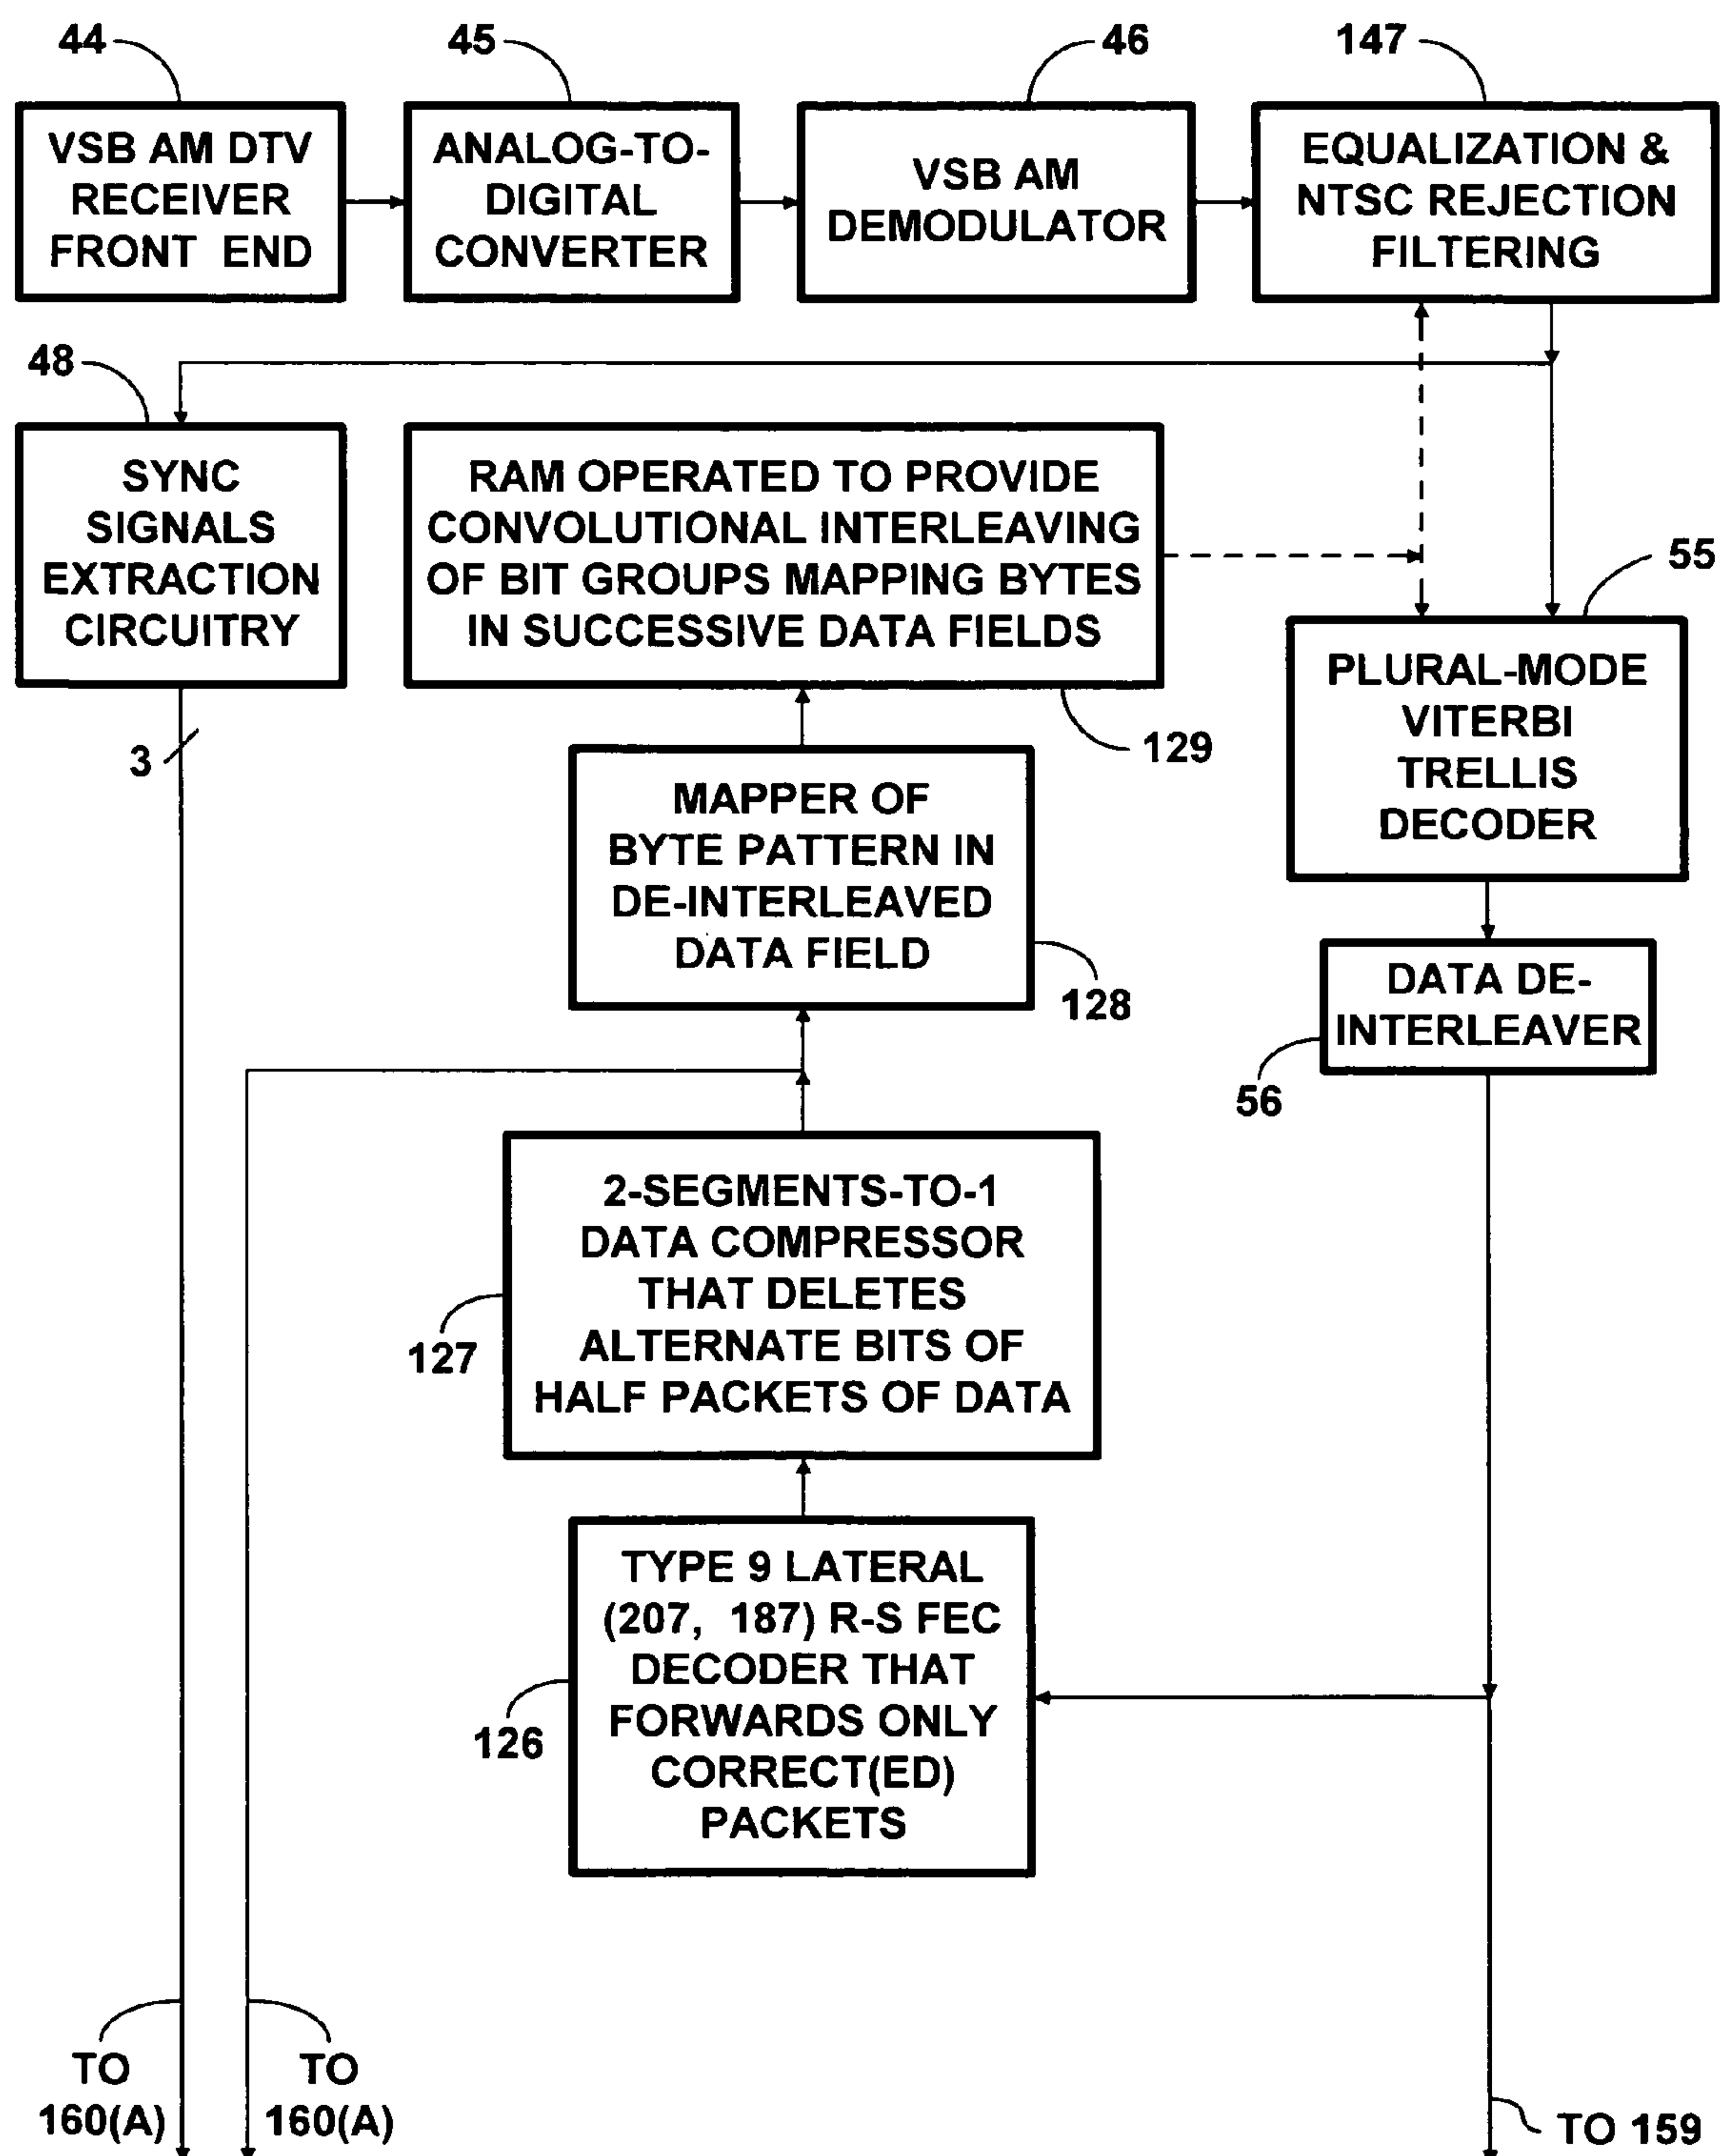 44
45
46
147
VSB AM DTV
RECEIVER
FRONT END
ANALOG-TO-
DIGITAL
CONVERTER
VSB AM
DEMODULATOR
EQUALIZATION &
NTSC REJECTION
FILTERING
48
SYNC
SIGNALS
EXTRACTION
CIRCUITRY
RAM OPERATED TO PROVIDE
CONVOLUTIONAL INTERLEAVING
OF BIT GROUPS MAPPING BYTES
IN SUCCESSIVE DATA FIELDS
55
PLURAL-MODE
VITERBI
TRELLIS
DECODER
3
129
MAPPER OF
BYTE PATTERN IN
DE-INTERLEAVED
DATA FIELD
128
DATA DE-
INTERLEAVER
56
2-SEGMENTS-TO-1
DATA COMPRESSOR
THAT DELETES
ALTERNATE BITS OF
HALF PACKETS OF DATA
127
TYPE 9 LATERAL
(207, 187) R-S FEC
DECODER THAT
FORWARDS ONLY
CORRECT(ED)
PACKETS
126
TO
160(A)
TO
160(A)
TO 159